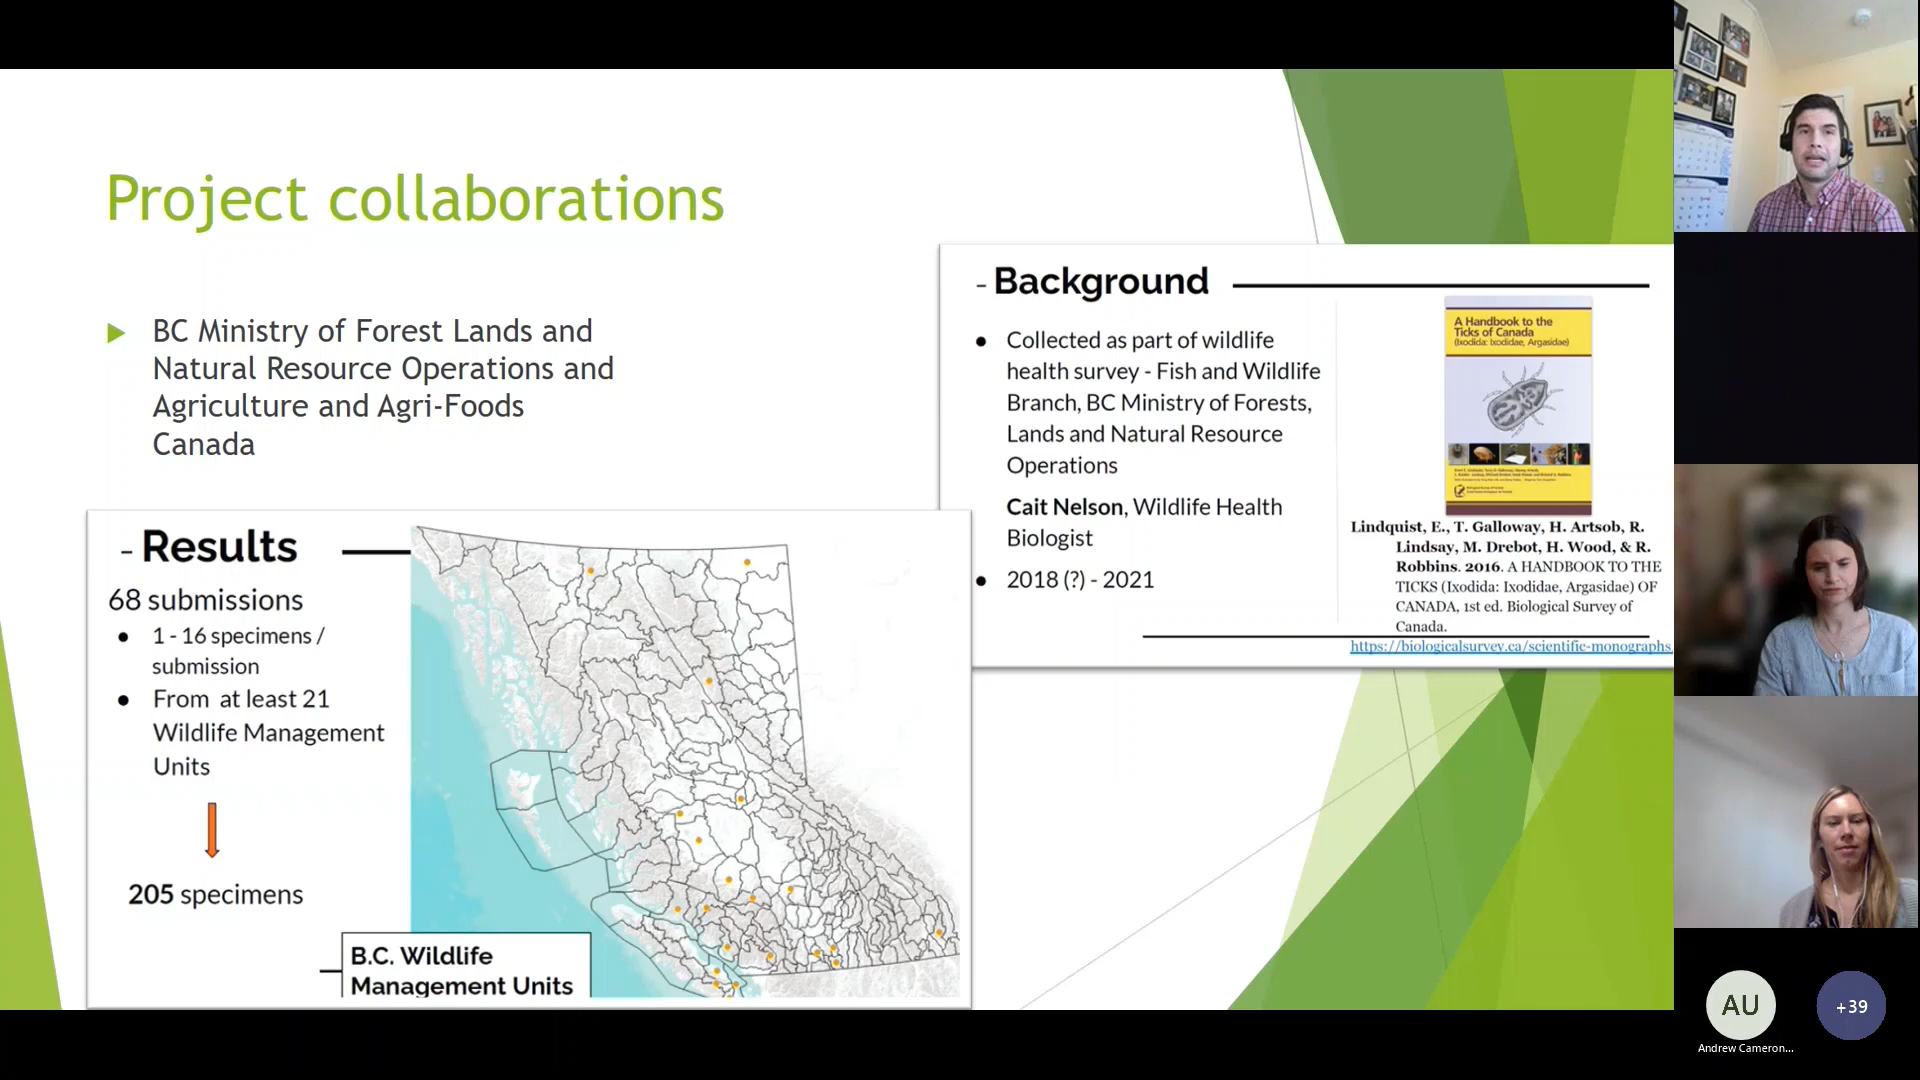 Project collaborations
BC Ministry of Forest Lands and
Natural Resource Operations and
Agriculture and Agri-Foods
Canada
- Background
Collected as part of wildlife
health survey - Fish and Wildlife
Branch, BC Ministry of Forests,
Lands and Natural Resource
Operations
Cait Nelson, Wildlife Health
Biologist
2018 (?) - 2021
A Handbook to the
Ticks of Canada
(Ixodida: Ixodidae, Argasidae)
Lindquist, E., T. Galloway, H. Artsob, R.
Lindsay, M. Drebot, H. Wood, & R.
Robbins. 2016. A HANDBOOK TO THE
TICKS (Ixodida: Ixodidae, Argasidae) OF
CANADA, 1st ed. Biological Survey of
Canada.
https://biologicalsurvey.ca/scientific-monographs
- Results
68 submissions
1 - 16 specimens /
submission
From at least 21
Wildlife Management
Units
205 specimens
B.C. Wildlife
Management Units
AU
+39
Andrew Cameron...